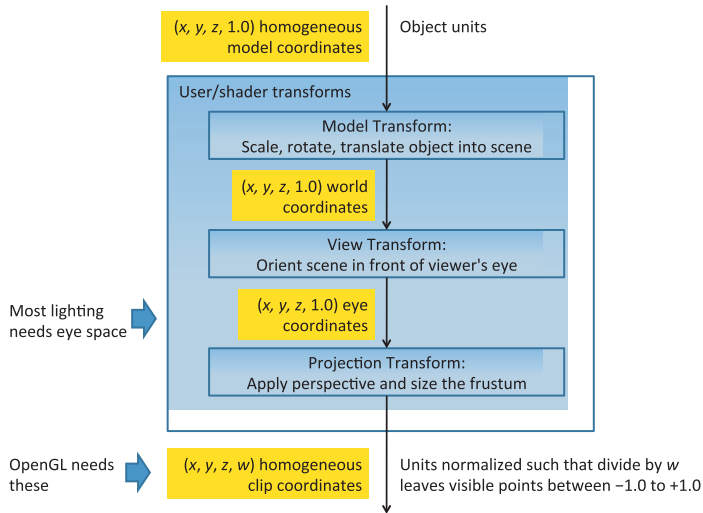 (x, y, z, 1.0) homogeneous
model coordinates
Object units
User/shader transforms
Model Transform:
Scale, rotate, translate object into scene
(x, y, z, 1.0) world
coordinates
View Transform:
Orient scene in front of viewer's eye
(x, y, z, 1.0) eye
coordinates
Most lighting
needs eye space
Projection Transform:
Apply perspective and size the frustum
OpenGL needs
these
(x, y, z, w) homogeneous
clip coordinates
Units normalized such that divide by w
leaves visible points between −1.0 to +1.0